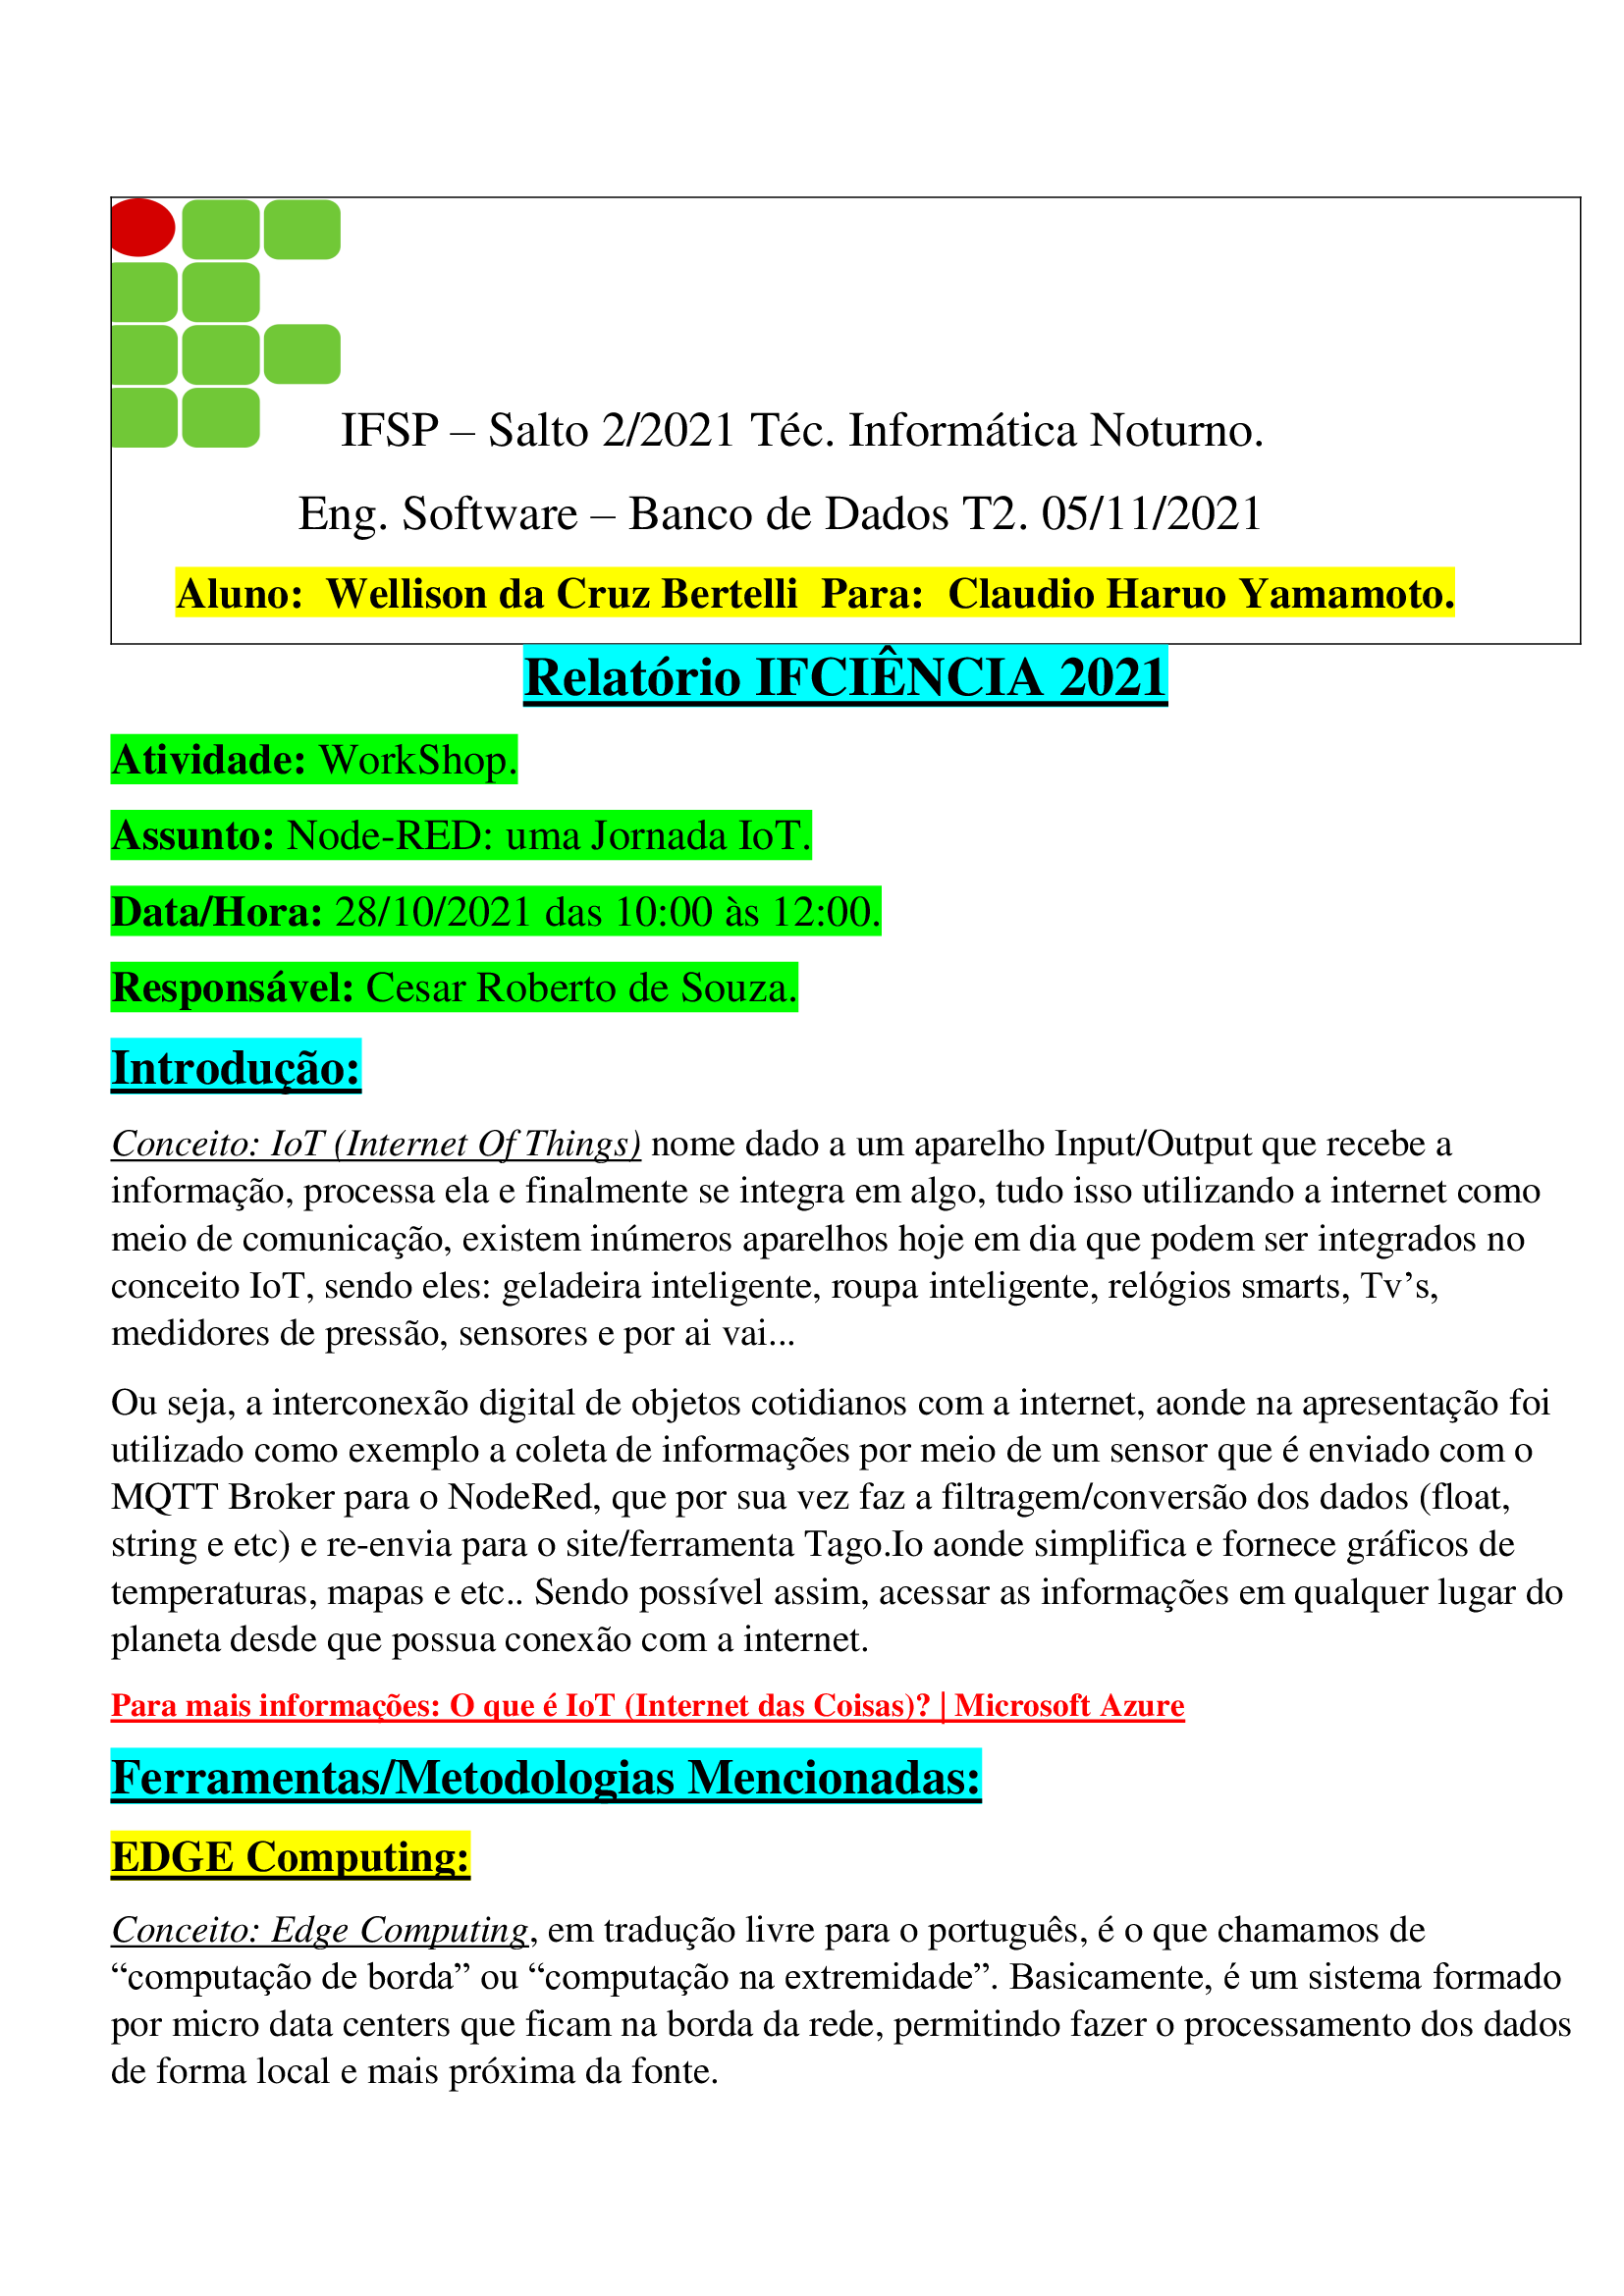 IFSP – Salto 2/2021 Téc. Informática Noturno.
Eng. Software – Banco de Dados T2. 05/11/2021
Aluno:  Wellison da Cruz Bertelli  Para:  Claudio Haruo Yamamoto.
Relatório IFCIÊNCIA 2021
Atividade: WorkShop.
Assunto: Node-RED: uma Jornada IoT.
Data/Hora: 28/10/2021 das 10:00 às 12:00.
Responsável: Cesar Roberto de Souza.
Introdução:
Conceito: IoT (Internet Of Things) nome dado a um aparelho Input/Output que recebe a
informação, processa ela e finalmente se integra em algo, tudo isso utilizando a internet como
meio de comunicação, existem inúmeros aparelhos hoje em dia que podem ser integrados no
conceito IoT, sendo eles: geladeira inteligente, roupa inteligente, relógios smarts, Tv’s,
medidores de pressão, sensores e por ai vai...
Ou seja, a interconexão digital de objetos cotidianos com a internet, aonde na apresentação foi
utilizado como exemplo a coleta de informações por meio de um sensor que é enviado com o
MQTT Broker para o NodeRed, que por sua vez faz a filtragem/conversão dos dados (float,
string e etc) e re-envia para o site/ferramenta Tago.Io aonde simplifica e fornece gráficos de
temperaturas, mapas e etc.. Sendo possível assim, acessar as informações em qualquer lugar do
planeta desde que possua conexão com a internet.
Para mais informações: O que é IoT (Internet das Coisas)? | Microsoft Azure
Ferramentas/Metodologias Mencionadas:
EDGE Computing:
Conceito: Edge Computing, em tradução livre para o português, é o que chamamos de
“computação de borda” ou “computação na extremidade”. Basicamente, é um sistema formado
por micro data centers que ficam na borda da rede, permitindo fazer o processamento dos dados
de forma local e mais próxima da fonte.